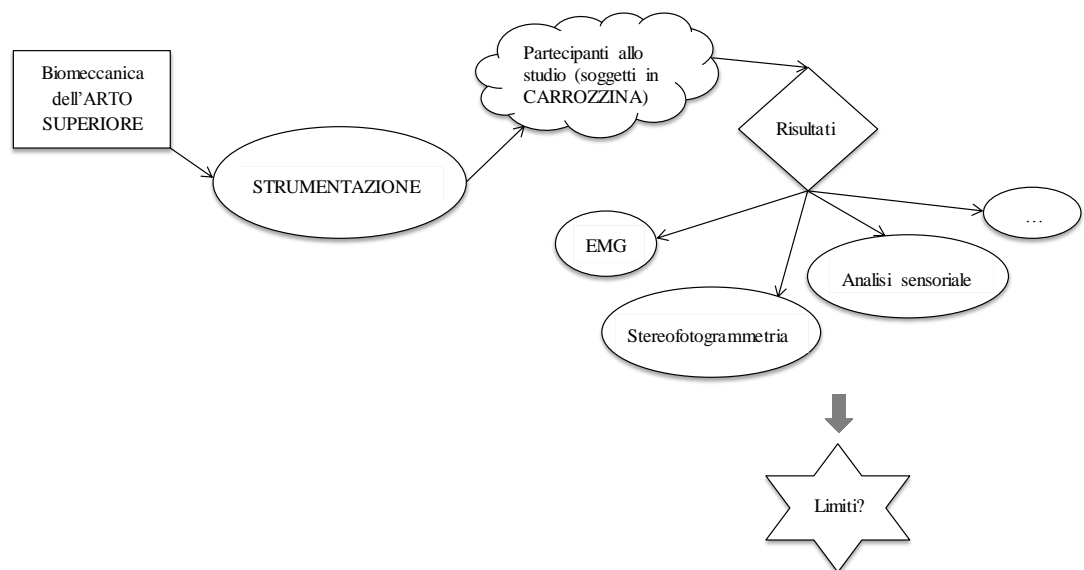 Biomeccanica
dell'ARTO
SUPERIORE
STRUMENTAZIONE
Partecipanti allo
studio (soggetti in
CARROZZINA)
Risultati
EMG
Stereofotogrammetria
Analisi sensoriale
…
Limiti?